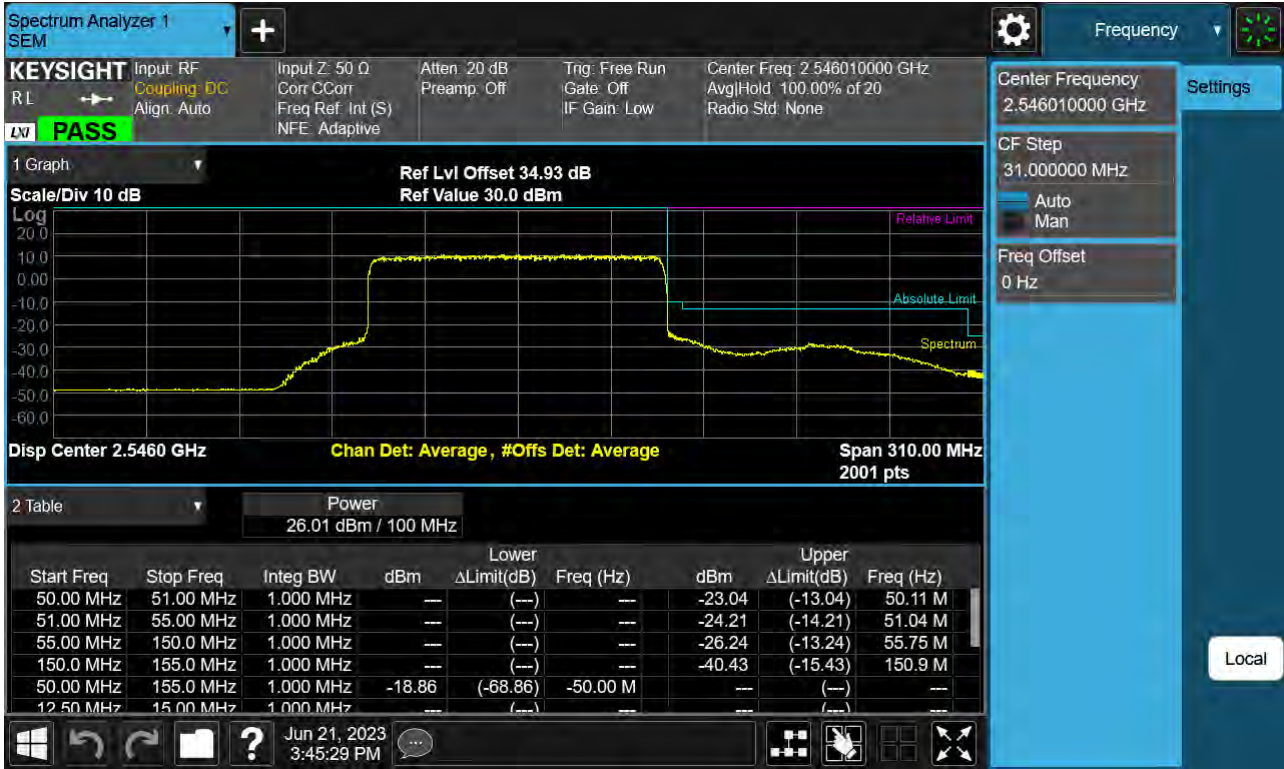 Spectrum Analyzer 1
SEM
Frequency
KEYSIGHT
RL
LXI
PASS
Input: RF
Coupling: DC
Align: Auto
Input Z: 50 Ω
Corr CCorr
Freq Ref: Int (S)
NFE: Adaptive
Atten: 20 dB
Preamp: Off
Trig: Free Run
Gate: Off
IF Gain: Low
Center Freq: 2.546010000 GHz
Avg|Hold: 100.00% of 20
Radio Std: None
Center Frequency
2.546010000 GHz
Settings
CF Step
31.000000 MHz
Auto
Man
Freq Offset
0 Hz
Local
1 Graph
Scale/Div 10 dB
Ref Lvl Offset 34.93 dB
Ref Value 30.0 dBm
Log
20.0
10.0
0.00
-10.0
-20.0
-30.0
-40.0
-50.0
-60.0
Relative Limit
Absolute Limit
Spectrum
Disp Center 2.5460 GHz
Chan Det: Average , #Offs Det: Average
Span 310.00 MHz
2001 pts
2 Table
Power
26.01 dBm / 100 MHz
Lower Upper
Start Freq Stop Freq Integ BW dBm ΔLimit(dB) Freq (Hz) dBm ΔLimit(dB) Freq (Hz)
50.00 MHz 51.00 MHz 1.000 MHz --- (---) --- -23.04 (-13.04) 50.11 M
51.00 MHz 55.00 MHz 1.000 MHz --- (---) --- -24.21 (-14.21) 51.04 M
55.00 MHz 150.0 MHz 1.000 MHz --- (---) --- -26.24 (-13.24) 55.75 M
150.0 MHz 155.0 MHz 1.000 MHz --- (---) --- -40.43 (-15.43) 150.9 M
50.00 MHz 155.0 MHz 1.000 MHz -18.86 (-68.86) -50.00 M --- (---) ---
12.50 MHz 15.00 MHz 1.000 MHz --- (---) --- --- (---) ---
Jun 21, 2023
3:45:29 PM